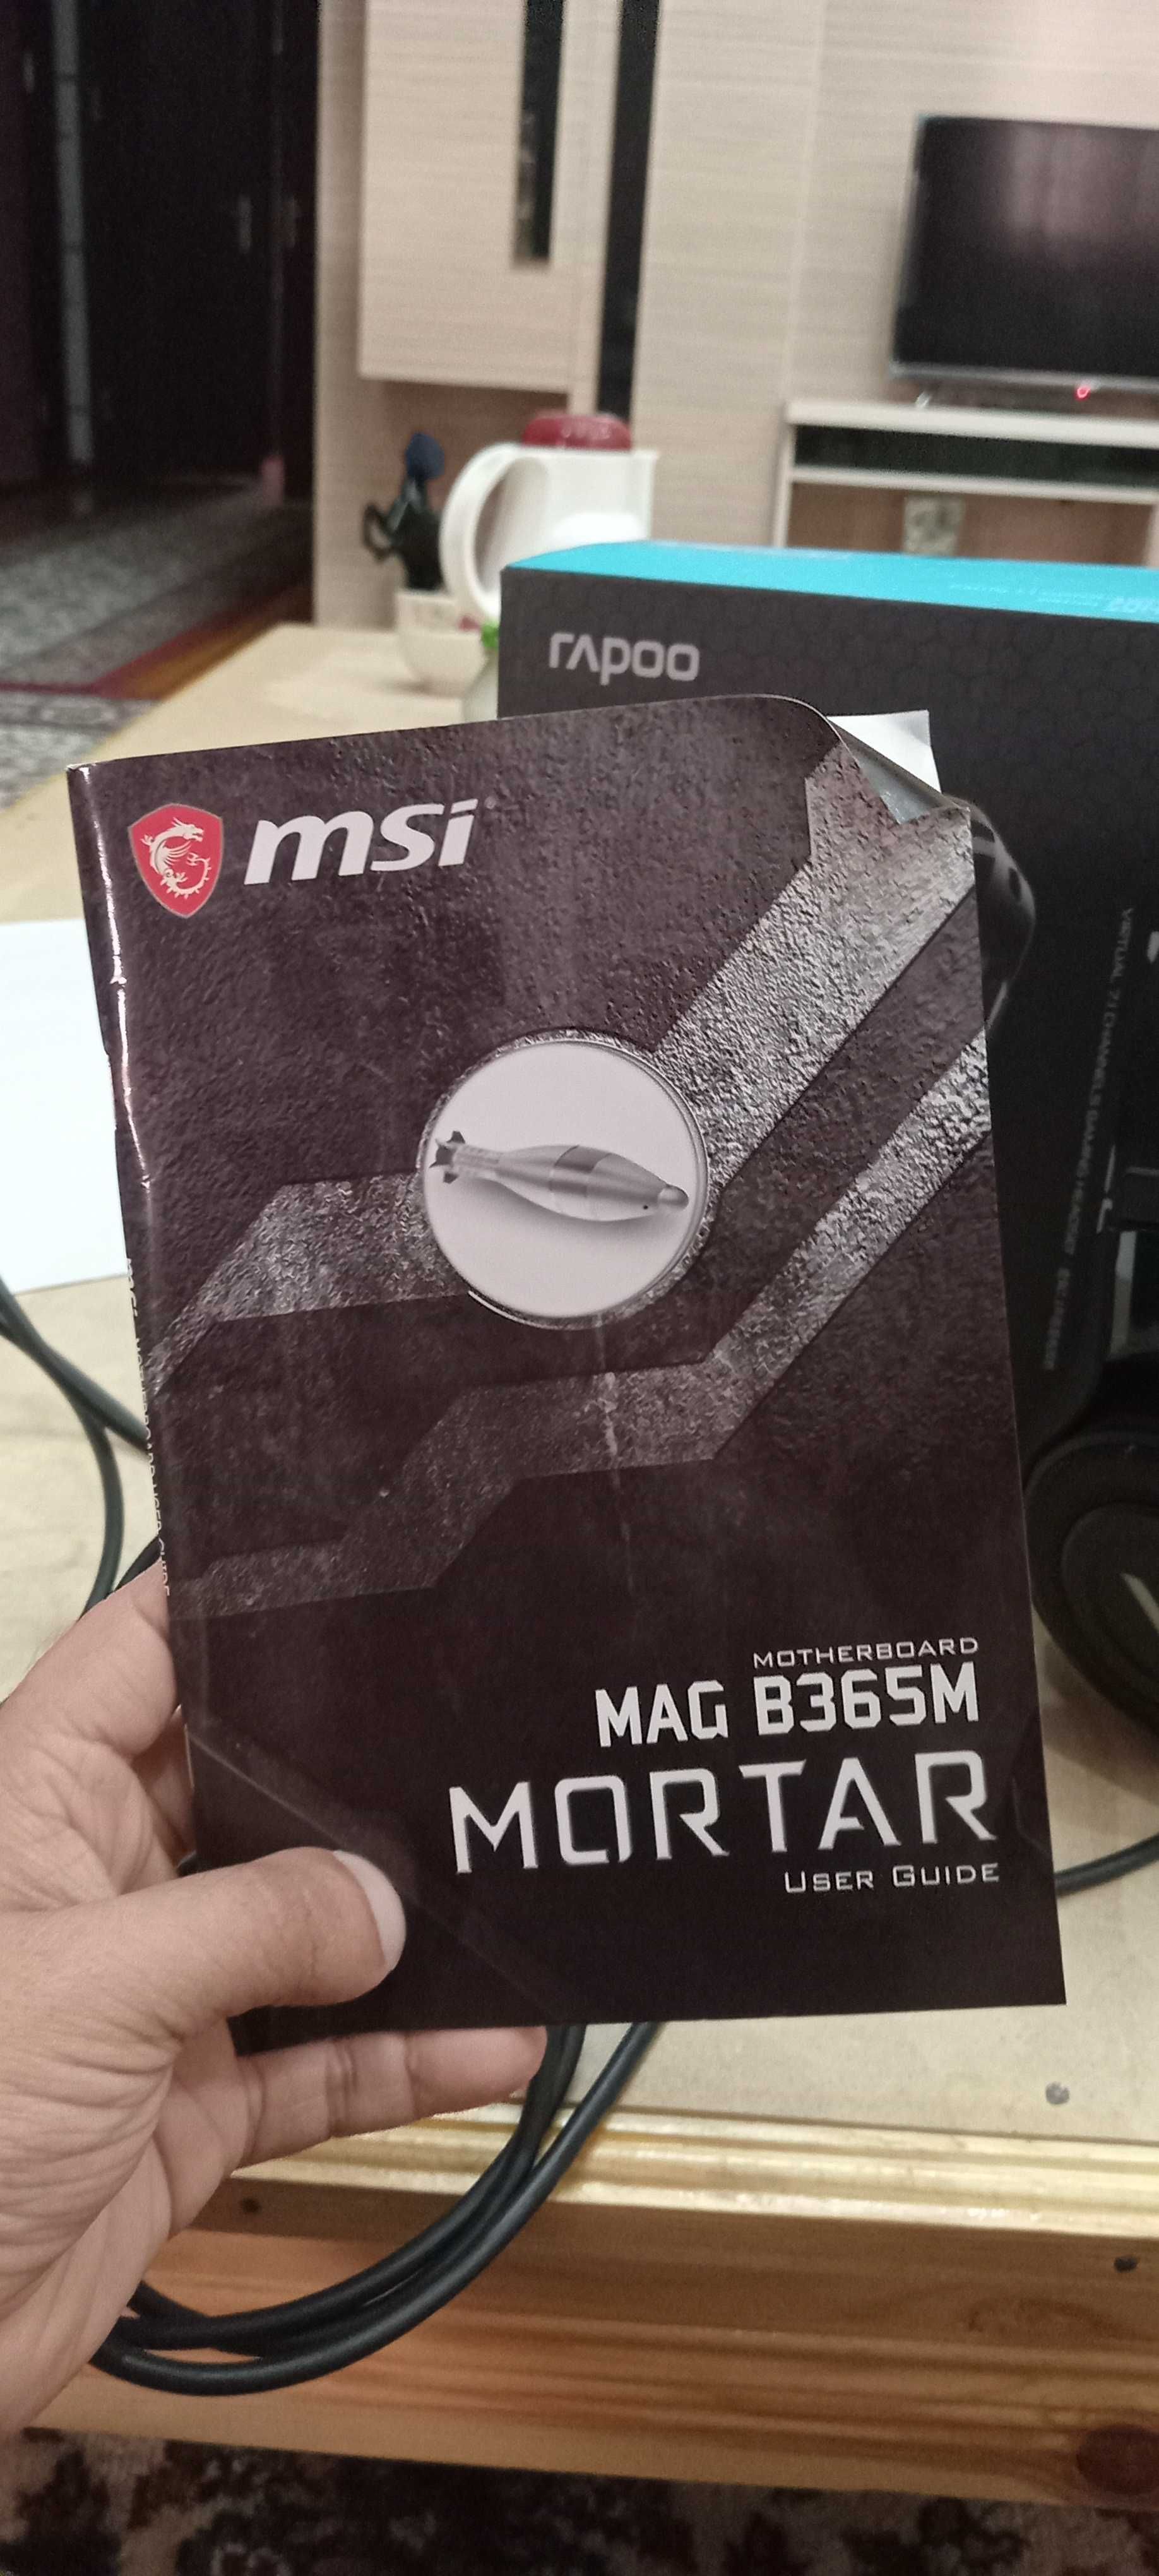 rapoo
msi
MOTHERBOARD
MAG B365M
MORTAR
USER GUIDE